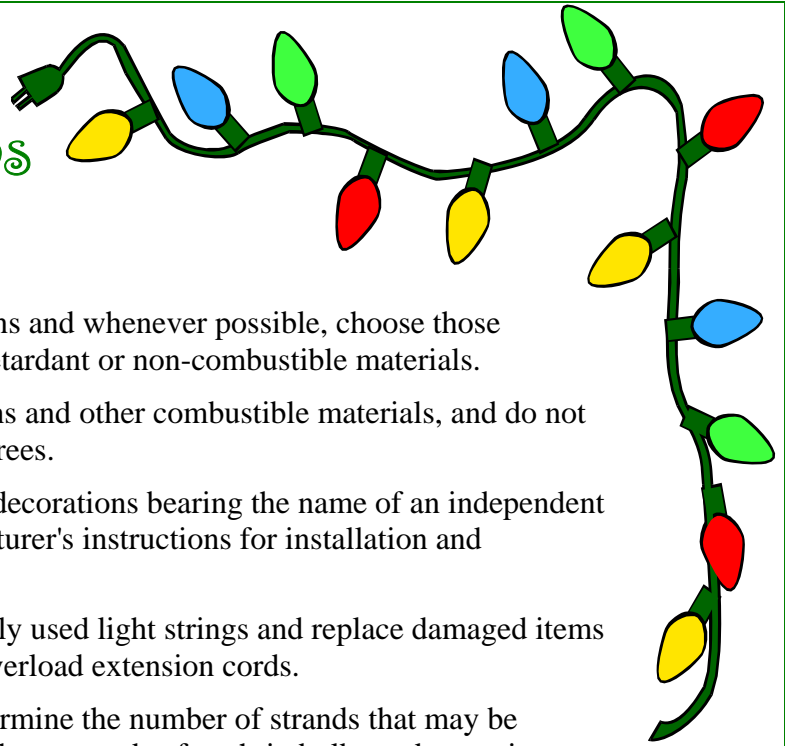 ns and whenever possible, choose those
etardant or non-combustible materials.
ns and other combustible materials, and do not
rees.
decorations bearing the name of an independent
turer's instructions for installation and
ly used light strings and replace damaged items
verload extension cords.
rmine the number of strands that may be